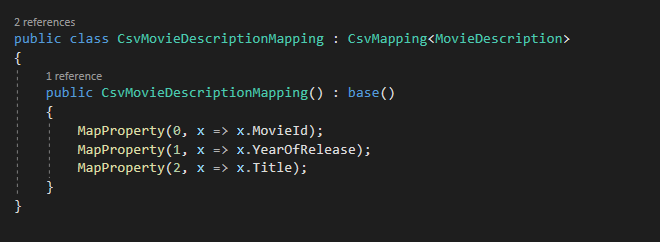 2 references
public class CsvMovieDescriptionMapping : CsvMapping<MovieDescription>
{
1 reference
public CsvMovieDescriptionMapping() : base()
{
MapProperty(0, x => x.MovieId);
MapProperty(1, x => x.YearOfRelease);
MapProperty(2, x => x.Title);
}
}